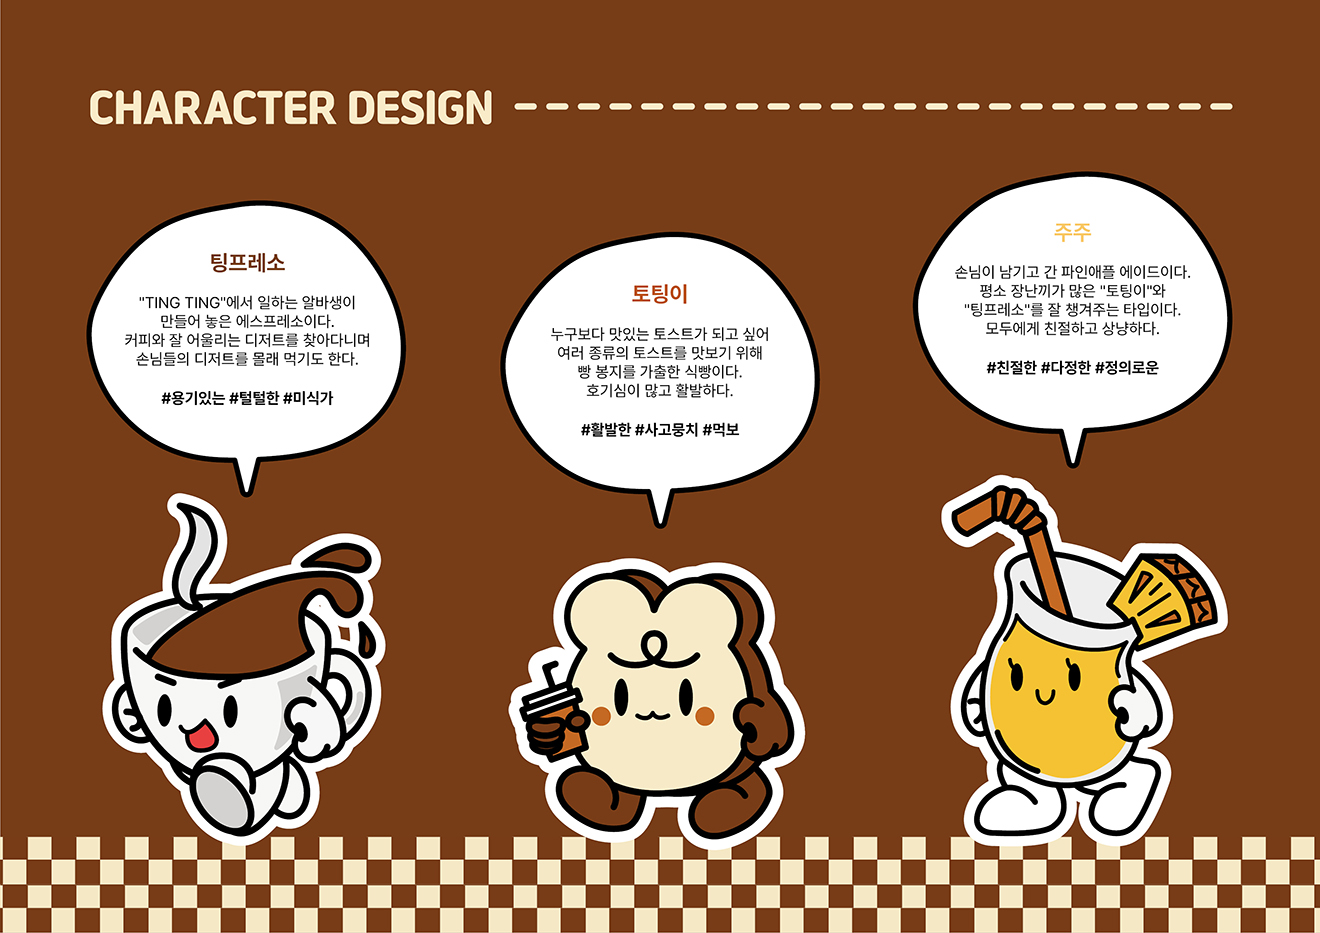 CHARACTER DESIGN
팅프레소
"TING TING"에서 일하는 알바생이
만들어 놓은 에스프레소이다.
커피와 잘 어울리는 디저트를 찾아다니며
손님들의 디저트를 몰래 먹기도 한다.
#용기있는 #털털한 #미식가
토팅이
누구보다 맛있는 토스트가 되고 싶어
여러 종류의 토스트를 맛보기 위해
빵 봉지를 가출한 식빵이다.
호기심이 많고 활발하다.
#활발한 #사고뭉치 #먹보
주주
손님이 남기고 간 파인애플 에이드이다.
평소 장난끼가 많은 "토팅이"와
"팅프레소"를 잘 챙겨주는 타입이다.
모두에게 친절하고 상냥하다.
#친절한 #다정한 #정의로운